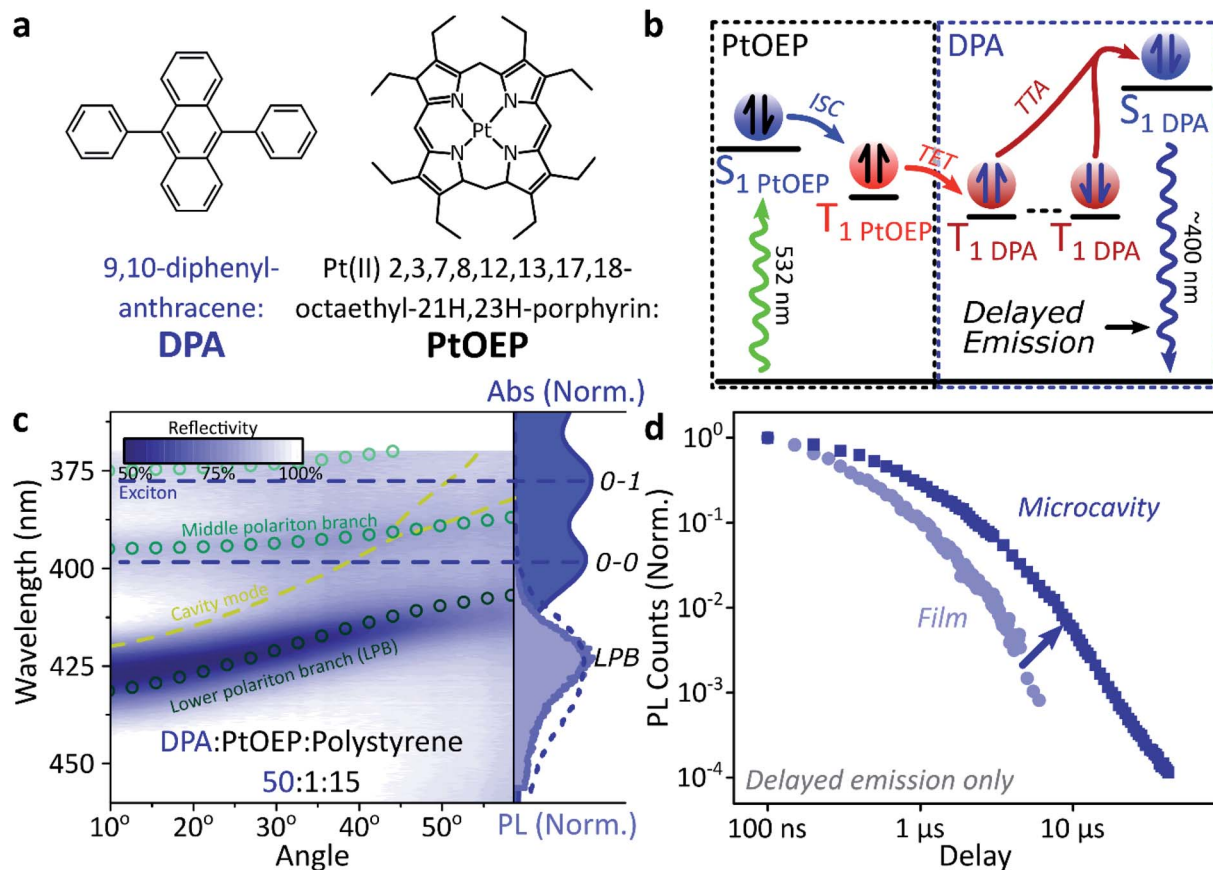 a
N
N
Pt
N
N
9,10-diphenyl-
anthracene:
DPA
Pt(II) 2,3,7,8,12,13,17,18-
octaethyl-21H,23H-porphyrin:
PtOEP
b
PtOEP
DPA
ISC
TET
TTA
S1 PtOEP
T1 PtOEP
T1 DPA
T1 DPA
S1 DPA
532 nm
~400 nm
Delayed
Emission
c
Abs (Norm.)
Reflectivity
50% 75% 100%
Exciton
0-1
Middle polariton branch
0-0
Cavity mode
LPB
Lower polariton branch (LPB)
DPA:PtOEP:Polystyrene
50:1:15
PL (Norm.)
Wavelength (nm)
375
400
425
450
10° 20° 30° 40° 50°
Angle
d
PL Counts (Norm.)
10⁰
10⁻¹
10⁻²
10⁻³
10⁻⁴
Microcavity
Film
Delayed emission only
100 ns 1 µs 10 µs
Delay